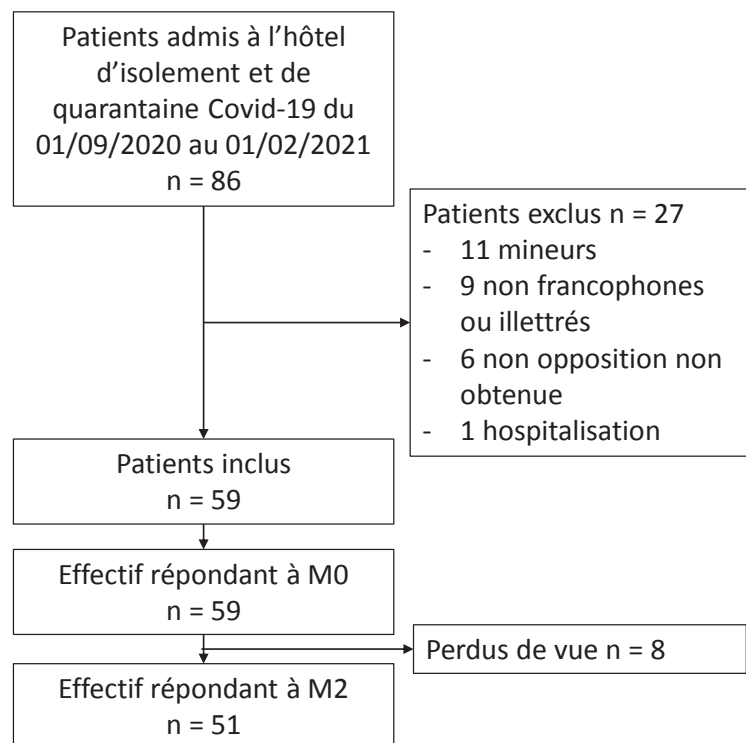 Patients admis à l’hôtel
d’isolement et de
quarantaine Covid-19 du
01/09/2020 au 01/02/2021
n = 86
Patients exclus n = 27
- 11 mineurs
- 9 non francophones
ou illettrés
- 6 non opposition non
obtenue
- 1 hospitalisation
Patients inclus
n = 59
Effectif répondant à M0
n = 59
Perdus de vue n = 8
Effectif répondant à M2
n = 51